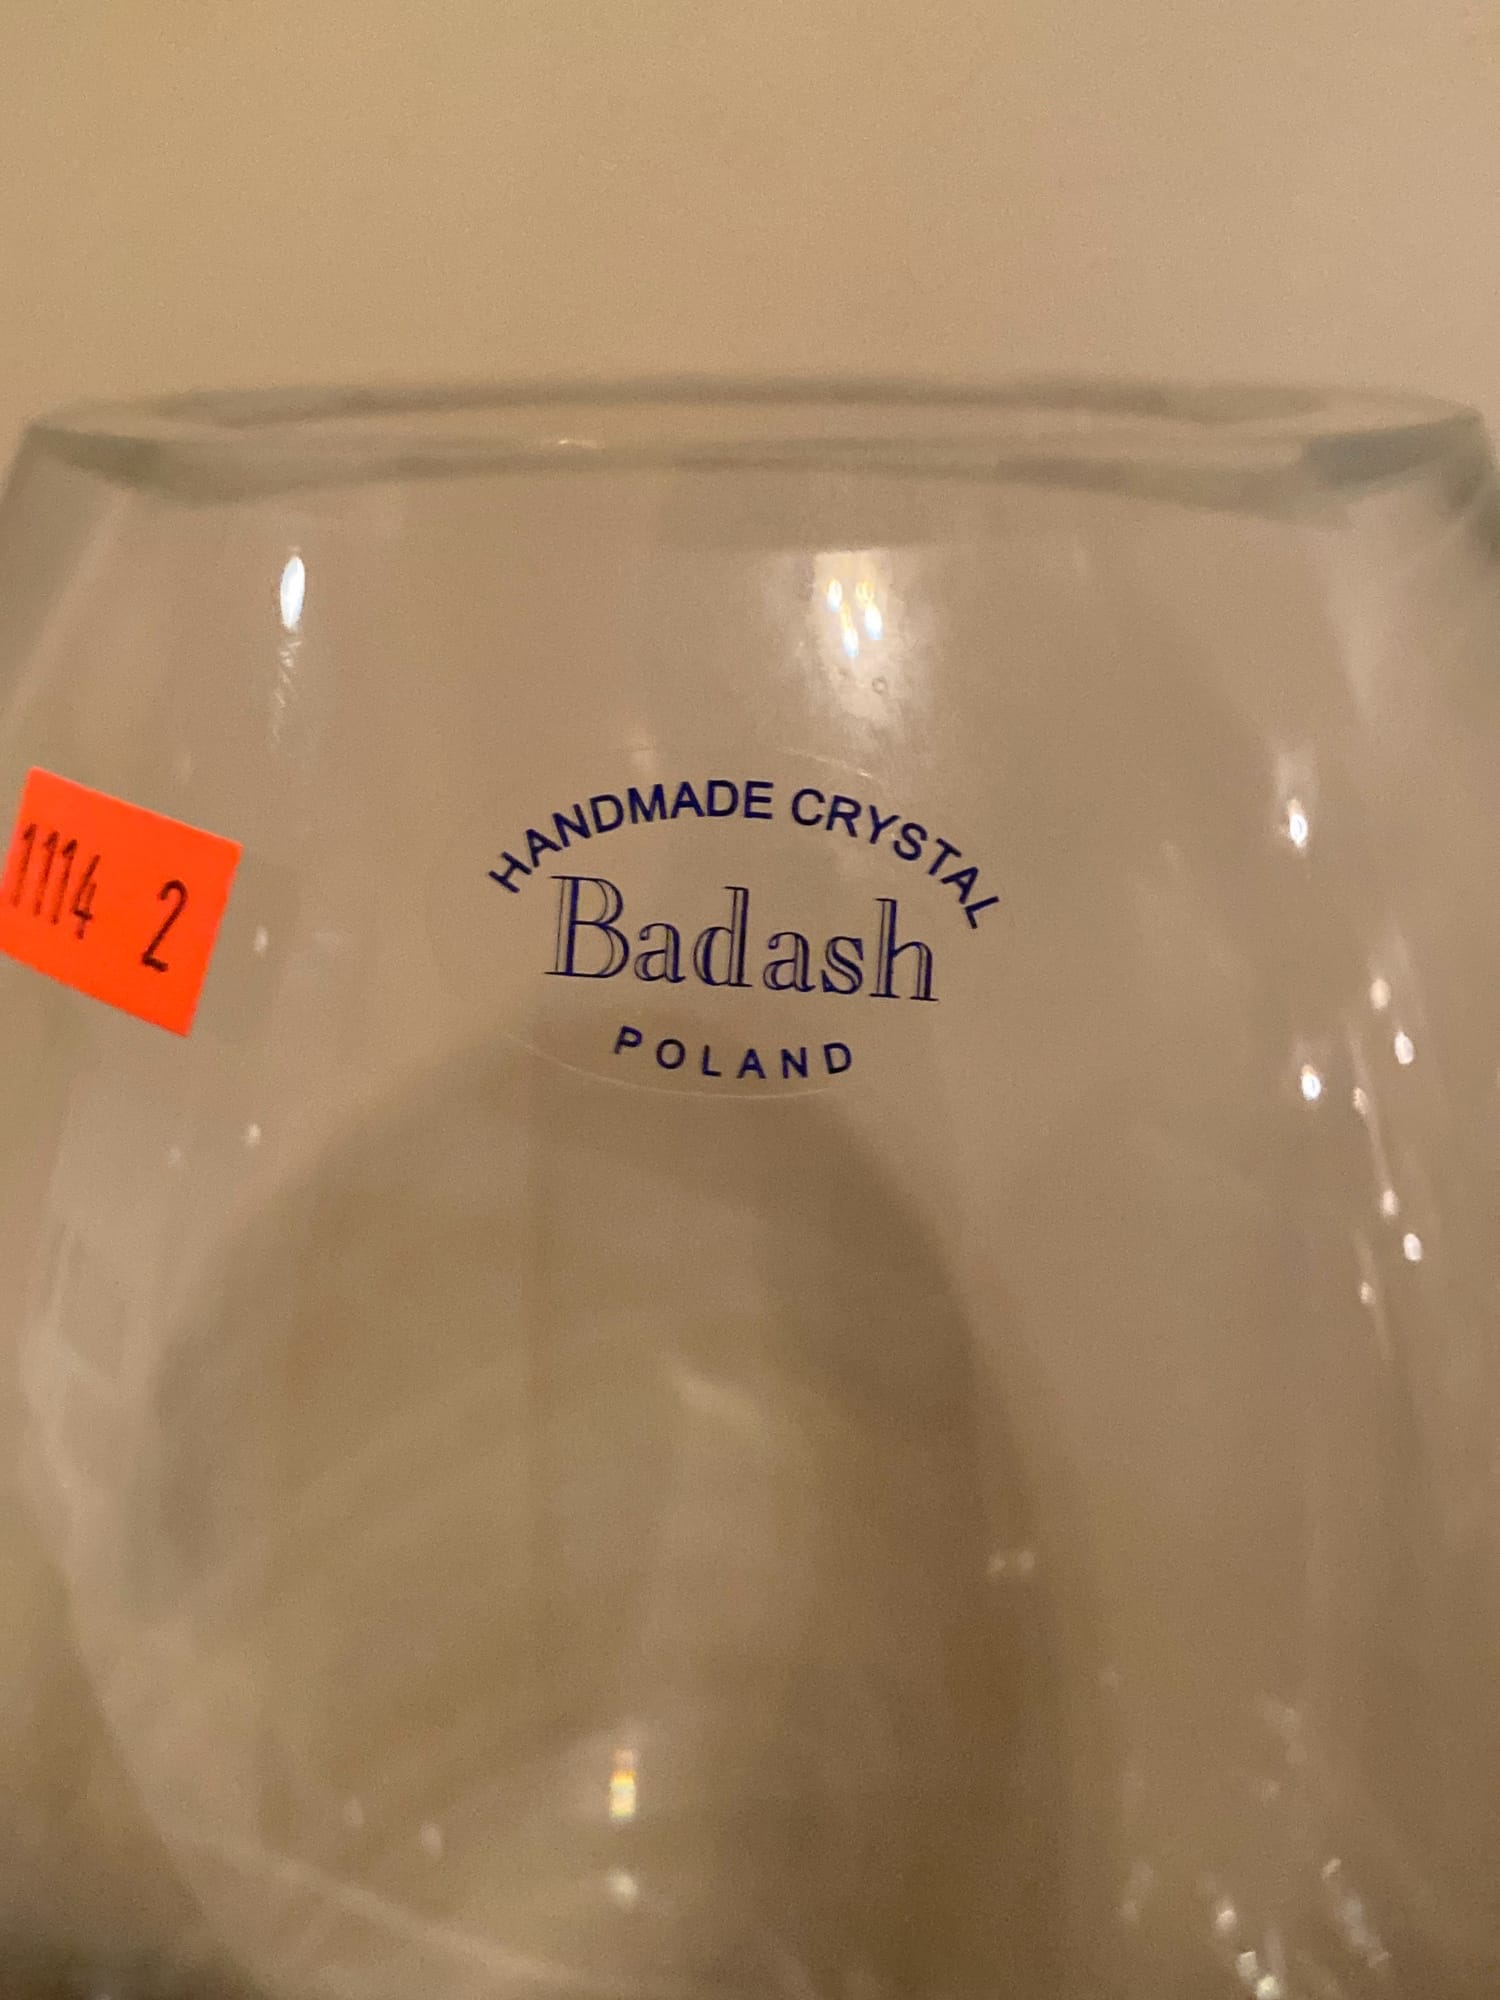 HANDMADE CRYSTAL
Badash
POLAND
1114 2